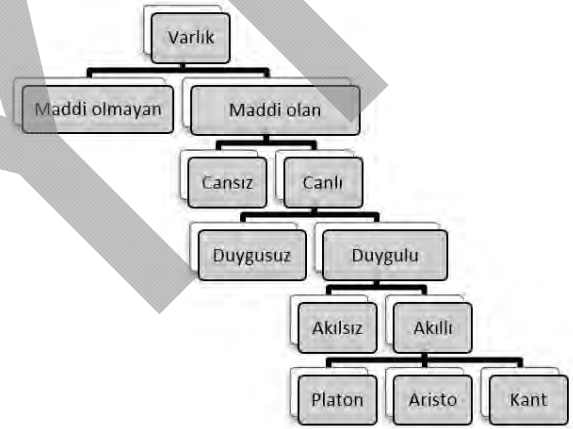 Varlık
Maddi olmayan Maddi olan
Cansız Canlı
Duygusuz Duygulu
Akılsız Akıllı
Platon Aristo Kant